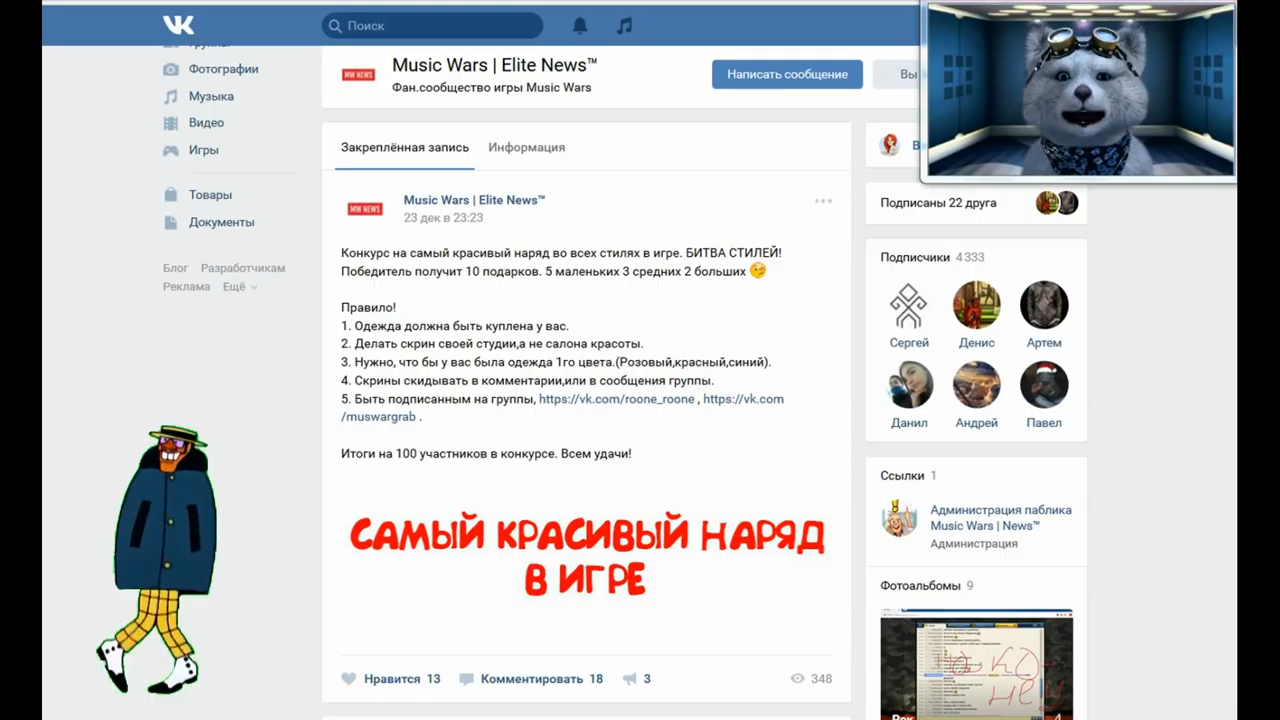 Поиск
Группы
Фотографии
Музыка
Видео
Игры
Товары
Документы
Блог Разработчикам
Реклама Ещё
MW NEWS
Music Wars | Elite News™
Фан.сообщество игры Music Wars
Написать сообщение
Вы
Закреплённая запись Информация
MW NEWS
Music Wars | Elite News™
23 дек в 23:23
Конкурс на самый красивый наряд во всех стилях в игре. БИТВА СТИЛЕЙ!
Победитель получит 10 подарков. 5 маленьких 3 средних 2 больших
Правило!
1. Одежда должна быть куплена у вас.
2. Делать скрин своей студии,а не салона красоты.
3. Нужно, что бы у вас была одежда 1го цвета.(Розовый,красный,синий).
4. Скрины скидывать в комментарии,или в сообщения группы.
5. Быть подписанным на группы, https://vk.com/roone_roone , https://vk.com
/muswargrab .
Итоги на 100 участников в конкурсе. Всем удачи!
САМЫЙ КРАСИВЫЙ НАРЯД
В ИГРЕ
Нравится 13 Комментировать 18 3 348
В
Подписаны 22 друга
Подписчики 4 333
Сергей Денис Артем
Данил Андрей Павел
Ссылки 1
Администрация паблика
Music Wars | News™
Администрация
Фотоальбомы 9